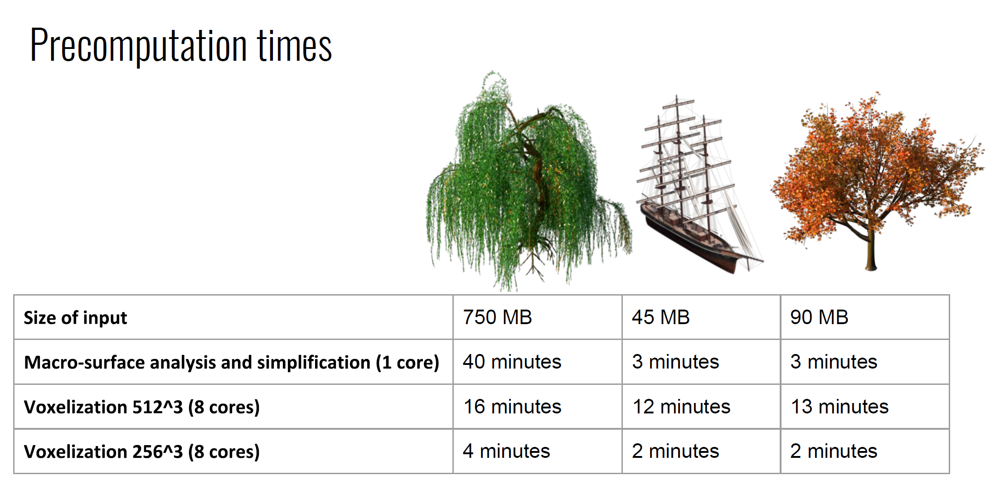 Precomputation times
Size of input 750 MB 45 MB 90 MB
Macro-surface analysis and simplification (1 core) 40 minutes 3 minutes 3 minutes
Voxelization 512^3 (8 cores) 16 minutes 12 minutes 13 minutes
Voxelization 256^3 (8 cores) 4 minutes 2 minutes 2 minutes